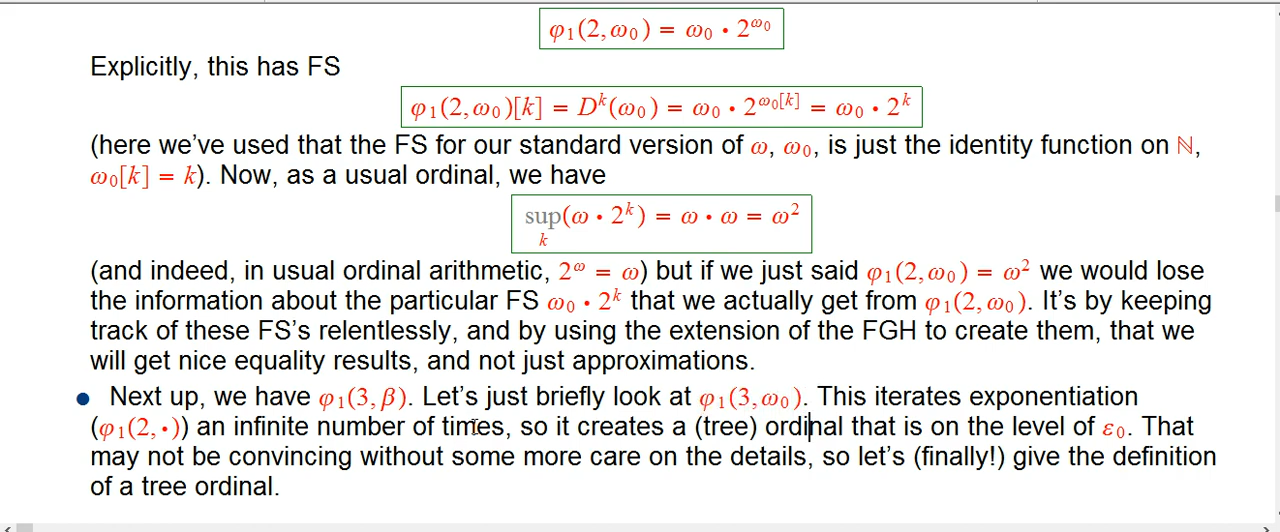 φ₁(2, ω₀) = ω₀ · 2^ω₀
Explicitly, this has FS
φ₁(2, ω₀)[k] = Dᵏ(ω₀) = ω₀ · 2^ω₀[k] = ω₀ · 2ᵏ
(here we've used that the FS for our standard version of ω, ω₀, is just the identity function on ℕ,
ω₀[k] = k). Now, as a usual ordinal, we have
sup(ω · 2ᵏ) = ω · ω = ω²
k
(and indeed, in usual ordinal arithmetic, 2^ω = ω) but if we just said φ₁(2, ω₀) = ω² we would lose
the information about the particular FS ω₀ · 2ᵏ that we actually get from φ₁(2, ω₀). It's by keeping
track of these FS's relentlessly, and by using the extension of the FGH to create them, that we
will get nice equality results, and not just approximations.
● Next up, we have φ₁(3, β). Let's just briefly look at φ₁(3, ω₀). This iterates exponentiation
(φ₁(2, •)) an infinite number of times, so it creates a (tree) ordinal that is on the level of ε₀. That
may not be convincing without some more care on the details, so let's (finally!) give the definition
of a tree ordinal.